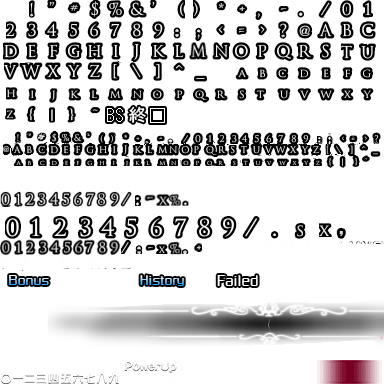 ! " # $ % & ' ( ) * + , - . / 0 1
2 3 4 5 6 7 8 9 : ; < = > ? @ A B C
D E F G H I J K L M N O P Q R S T U
V W X Y Z [ \ ] ^ _ A B C D E F G
H I J K L M N O P Q R S T U V W X Y
Z { | } ~ BS 終 □
! " # $ % & ' ( ) * + , - . / 0 1 2 3 4 5 6 7 8 9 : ; < = > ?
@ A B C D E F G H I J K L M N O P Q R S T U V W X Y Z [ \ ] ^ _
A B C D E F G H I J K L M N O P Q R S T U V W X Y Z { | } ~
0123456789/:-x%.
0123456789/. s x ,
0123456789/:-x%.+
Bonus History Failed
PowerUp
〇一二三四五六七八九